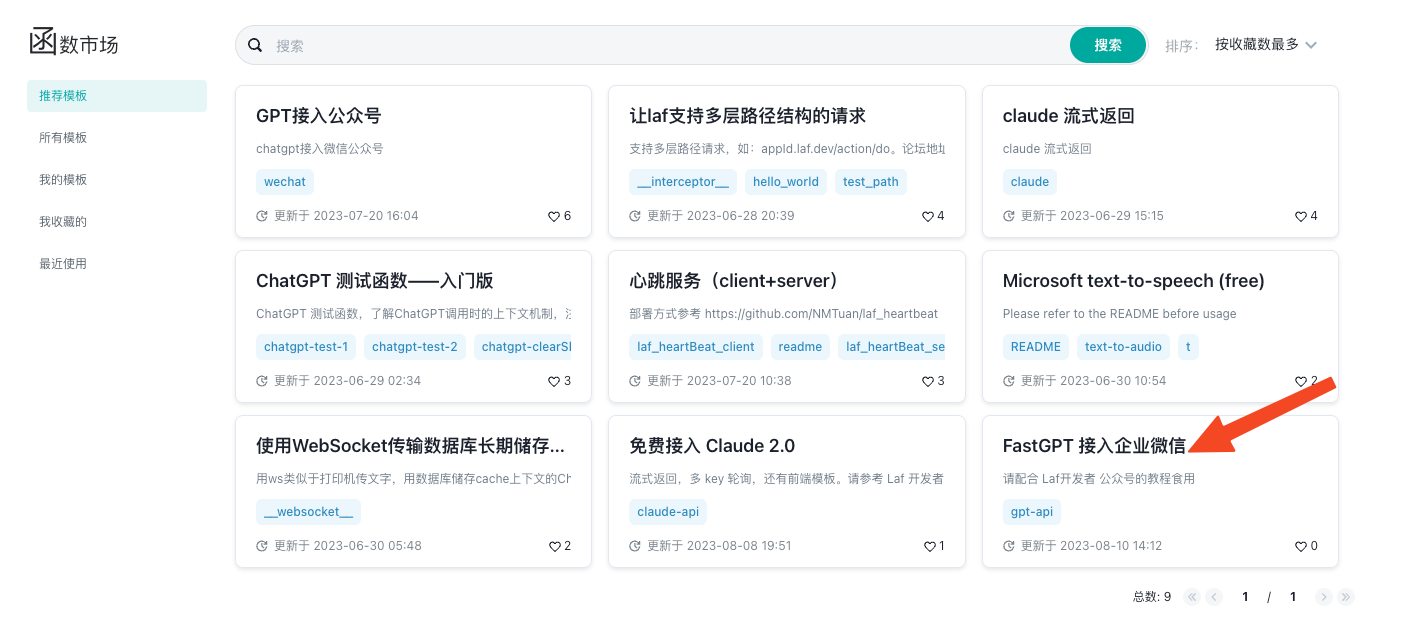 函数市场
搜索
搜索
排序：
按收藏数最多
推荐模板
所有模板
我的模板
我收藏的
最近使用
GPT接入公众号
chatgpt接入微信公众号
wechat
更新于 2023-07-20 16:04
6
让laf支持多层路径结构的请求
支持多层路径请求，如：appId.laf.dev/action/do。论坛地址
__interceptor__
hello_world
test_path
更新于 2023-06-28 20:39
4
claude 流式返回
claude 流式返回
claude
更新于 2023-06-29 15:15
4
ChatGPT 测试函数——入门版
ChatGPT 测试函数，了解ChatGPT调用时的上下文机制，
chatgpt-test-1
chatgpt-test-2
chatgpt-clearSl
更新于 2023-06-29 02:34
3
心跳服务（client+server）
部署方式参考 https://github.com/NMTuan/laf_heartbeat
laf_heartBeat_client
readme
laf_heartBeat_se
更新于 2023-07-20 10:38
3
Microsoft text-to-speech (free)
Please refer to the README before usage
README
text-to-audio
t
更新于 2023-06-30 10:54
2
使用WebSocket传输数据库长期储存...
用ws类似于打印机传文字，用数据库储存cache上下文的Ch
__websocket__
更新于 2023-06-30 05:48
2
免费接入 Claude 2.0
流式返回，多 key 轮询，还有前端模板。请参考 Laf 开发者
claude-api
更新于 2023-08-08 19:51
1
FastGPT 接入企业微信
请配合 Laf开发者 公众号的教程食用
gpt-api
更新于 2023-08-10 14:12
0
总数: 9
« ‹ 1 / 1 › »